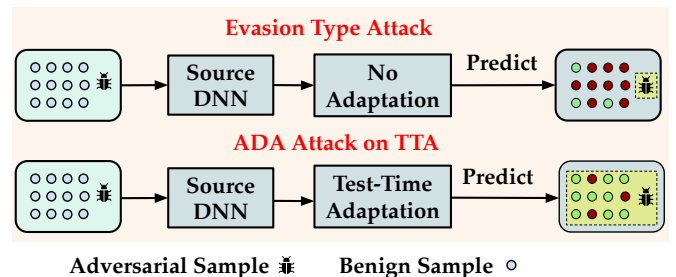 Evasion Type Attack
Source DNN
No Adaptation
Predict
ADA Attack on TTA
Source DNN
Test-Time Adaptation
Predict
Adversarial Sample
Benign Sample